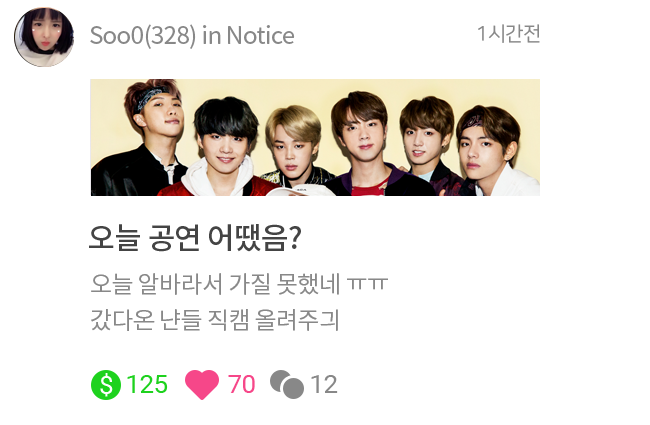 Soo0(328) in Notice
1시간전
오늘 공연 어땠음?
오늘 알바라서 가질 못했네 ㅠㅠ
갔다온 냔들 직캠 올려주긔
$ 125 70 12